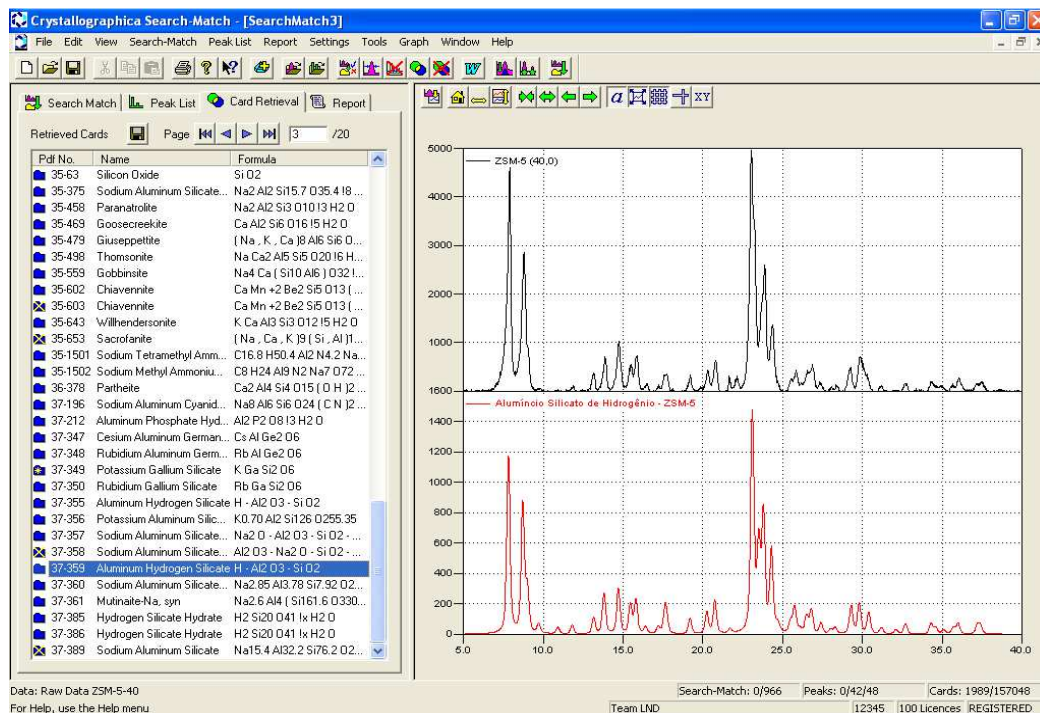 Crystallographica Search-Match - [SearchMatch3]
File Edit View Search-Match Peak List Report Settings Tools Graph Window Help
Search Match Peak List Card Retrieval Report
Retrieved Cards Page 3 /20
Pdf No. Name Formula
35-63 Silicon Oxide Si O2
35-375 Sodium Aluminum Silicate... Na2 Al2 Si15.7 O35.4 !8 ...
35-458 Paranatrolite Na2 Al2 Si3 O10 !3 H2 O
35-469 Goosecreekite Ca Al2 Si6 O16 !5 H2 O
35-479 Giuseppettite ( Na , K , Ca )8 Al6 Si6 O...
35-498 Thomsonite Na Ca2 Al5 Si5 O20 !6 H...
35-559 Gobbinsite Na4 Ca ( Si10 Al6 ) O32 !...
35-602 Chiavennite Ca Mn +2 Be2 Si5 O13 ( ...
35-603 Chiavennite Ca Mn +2 Be2 Si5 O13 ( ...
35-643 Willhendersonite K Ca Al3 Si3 O12 !5 H2 O
35-653 Sacrofanite ( Na , Ca , K )9 ( Si , Al )1...
35-1501 Sodium Tetramethyl Amm... C16.8 H50.4 Al2 N4.2 Na...
35-1502 Sodium Methyl Ammoniu... C8 H24 Al9 N2 Na7 O72 ...
36-378 Partheite Ca2 Al4 Si4 O15 ( O H )2 ...
37-196 Sodium Aluminum Cyanid... Na8 Al6 Si6 O24 ( C N )2 ...
37-212 Aluminum Phosphate Hyd... Al2 P2 O8 !3 H2 O
37-347 Cesium Aluminum German... Cs Al Ge2 O6
37-348 Rubidium Aluminum Germ... Rb Al Ge2 O6
37-349 Potassium Gallium Silicate K Ga Si2 O6
37-350 Rubidium Gallium Silicate Rb Ga Si2 O6
37-355 Aluminum Hydrogen Silicate H - Al2 O3 - Si O2
37-356 Potassium Aluminum Silic... K0.70 Al2 Si126 O255.35
37-357 Sodium Aluminum Silicate... Na2 O - Al2 O3 - Si O2 - ...
37-358 Sodium Aluminum Silicate... Al2 O3 - Na2 O - Si O2 - ...
37-359 Aluminum Hydrogen Silicate H - Al2 O3 - Si O2
37-360 Sodium Aluminum Silicate... Na2.85 Al3.78 Si7.92 O2...
37-361 Mutinaite-Na, syn Na2.6 Al4 ( Si161.6 O330...
37-385 Hydrogen Silicate Hydrate H2 Si20 O41 !x H2 O
37-386 Hydrogen Silicate Hydrate H2 Si20 O41 !x H2 O
37-389 Sodium Aluminum Silicate Na15.4 Al32.2 Si76.2 O2...
a XY
5000
ZSM-5 (40,0)
4000
3000
2000
1000
1600
Alumíncio Silicato de Hidrogênio - ZSM-5
1400
1200
1000
800
600
400
200
0
5.0 10.0 15.0 20.0 25.0 30.0 35.0 40.0
Data: Raw Data ZSM-5-40 Search-Match: 0/966 Peaks: 0/42/48 Cards: 1989/157048
For Help, use the Help menu Team LND 12345 100 Licences REGISTERED